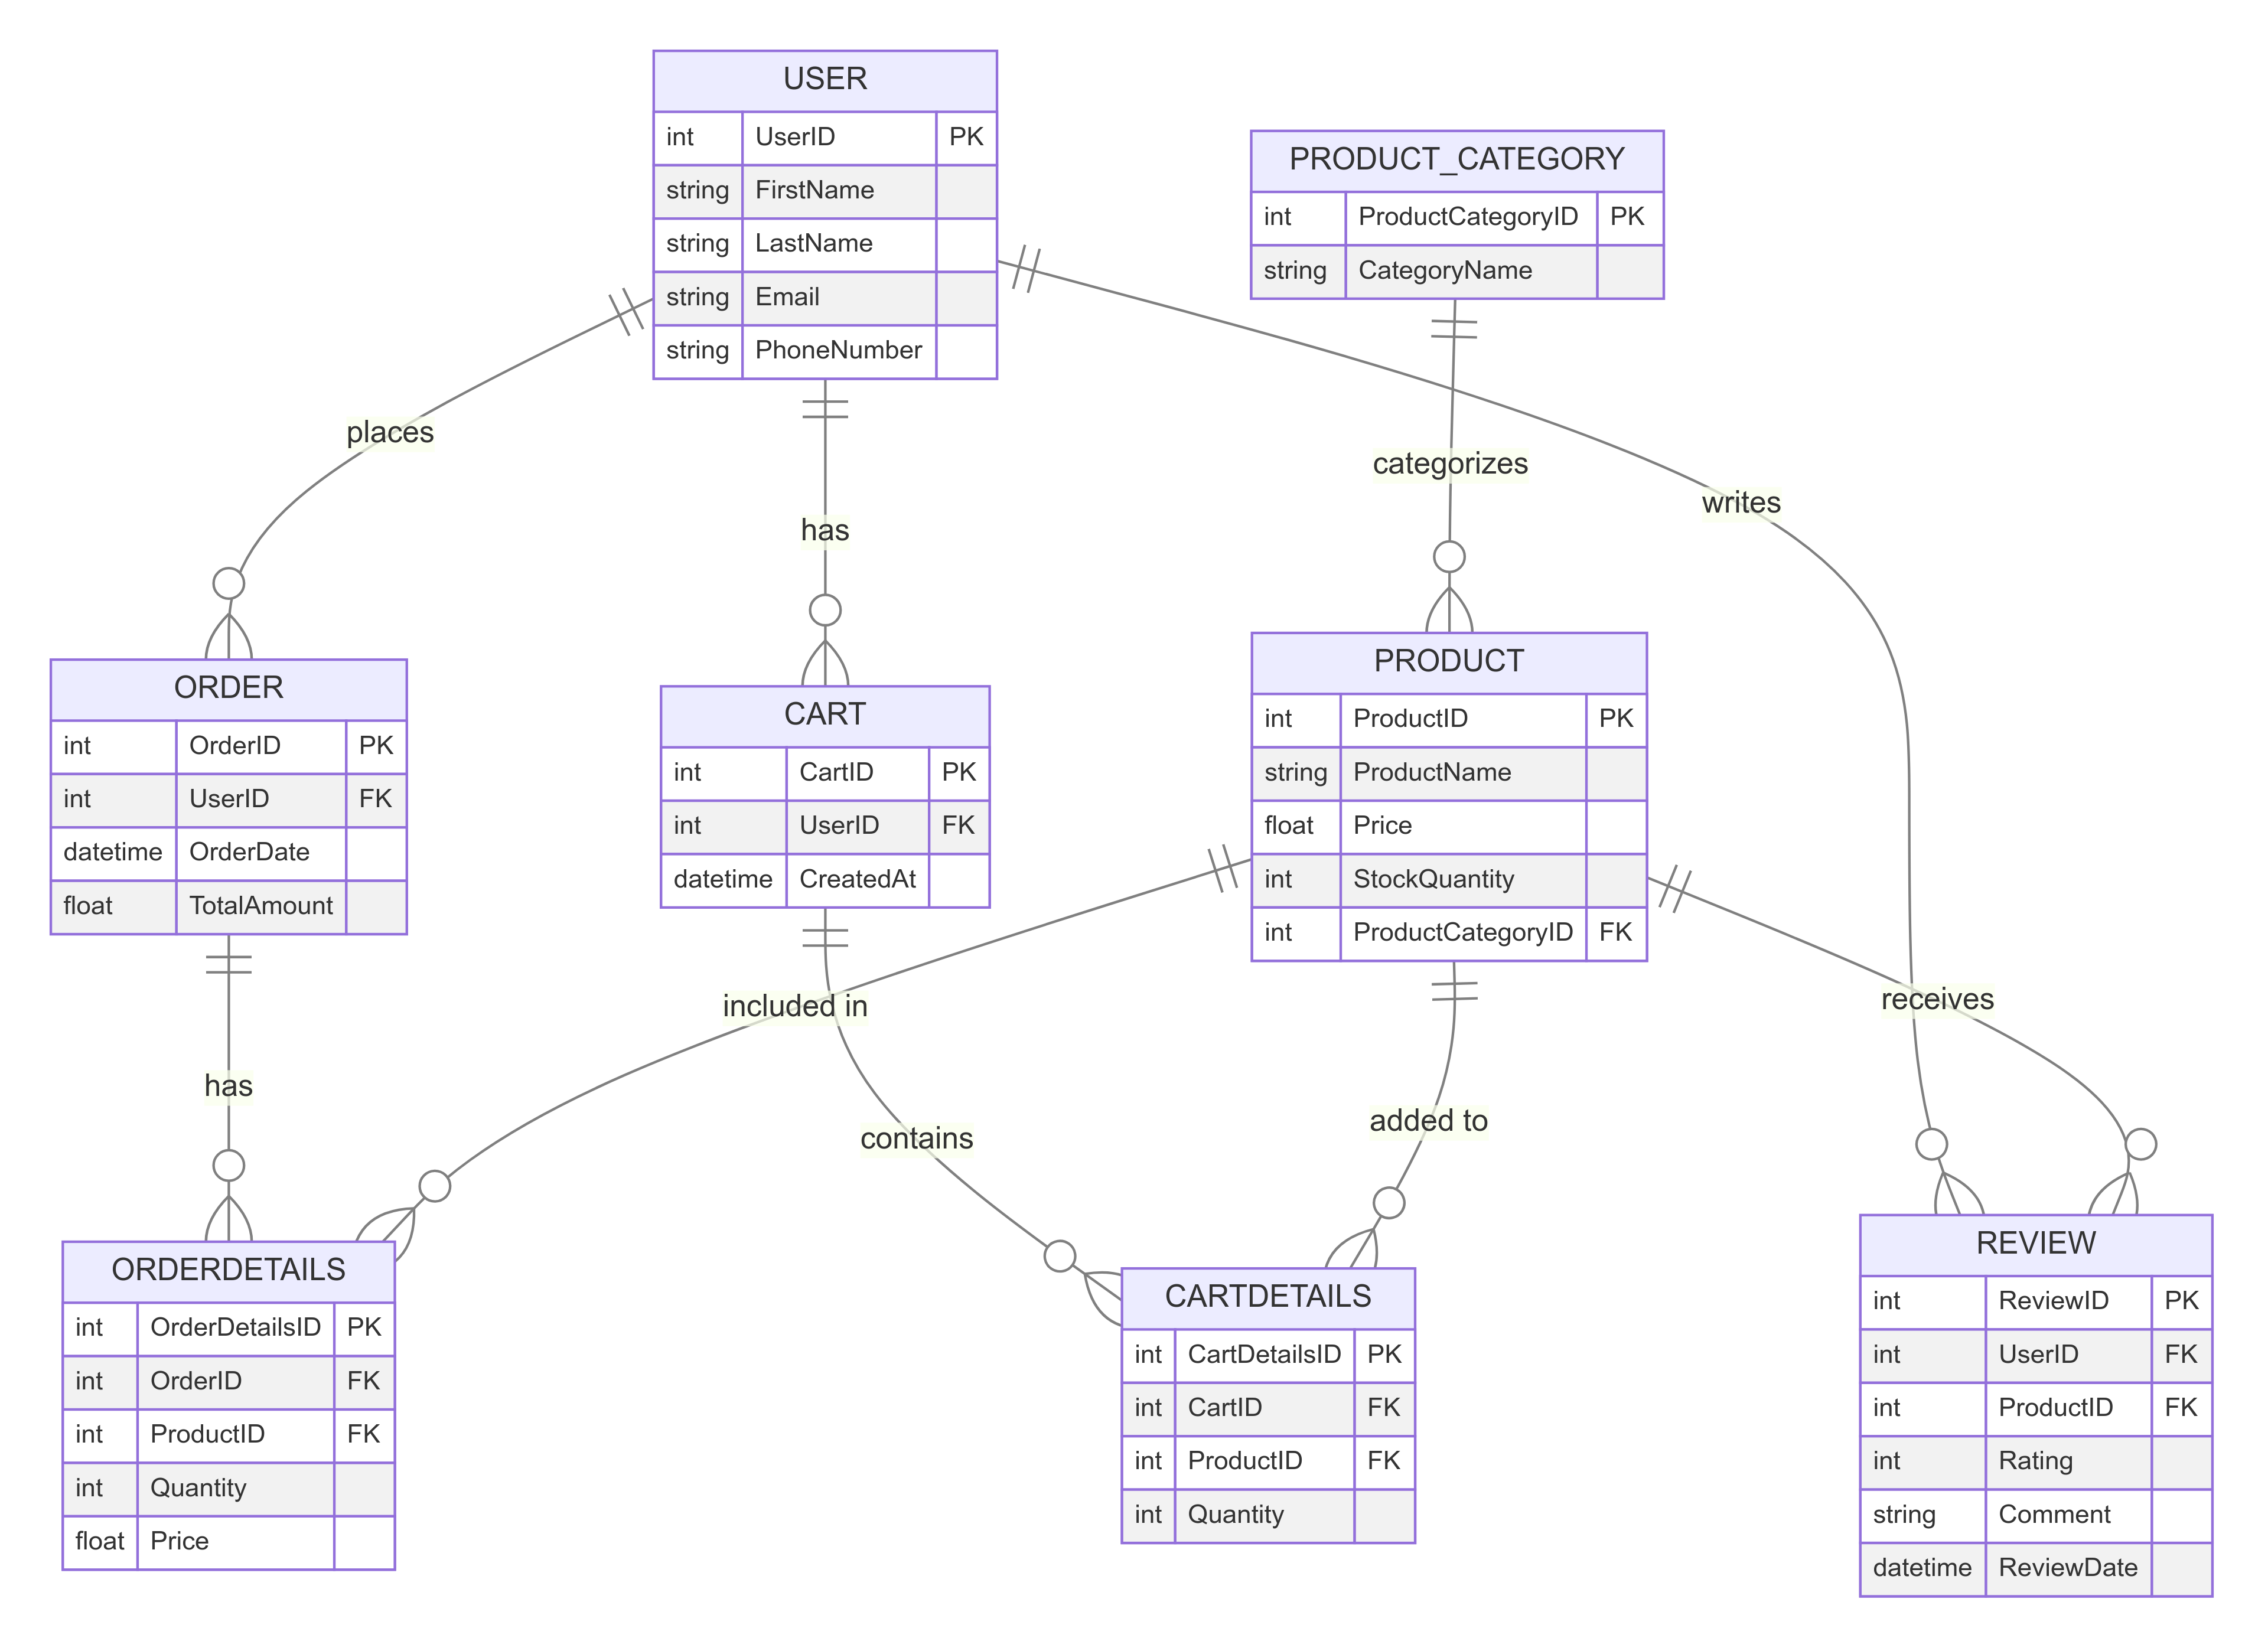 USER
int UserID PK
string FirstName
string LastName
string Email
string PhoneNumber
PRODUCT_CATEGORY
int ProductCategoryID PK
string CategoryName
places
has
categorizes
writes
ORDER
int OrderID PK
int UserID FK
datetime OrderDate
float TotalAmount
CART
int CartID PK
int UserID FK
datetime CreatedAt
PRODUCT
int ProductID PK
string ProductName
float Price
int StockQuantity
int ProductCategoryID FK
has
included in
contains
added to
receives
ORDERDETAILS
int OrderDetailsID PK
int OrderID FK
int ProductID FK
int Quantity
float Price
CARTDETAILS
int CartDetailsID PK
int CartID FK
int ProductID FK
int Quantity
REVIEW
int ReviewID PK
int UserID FK
int ProductID FK
int Rating
string Comment
datetime ReviewDate